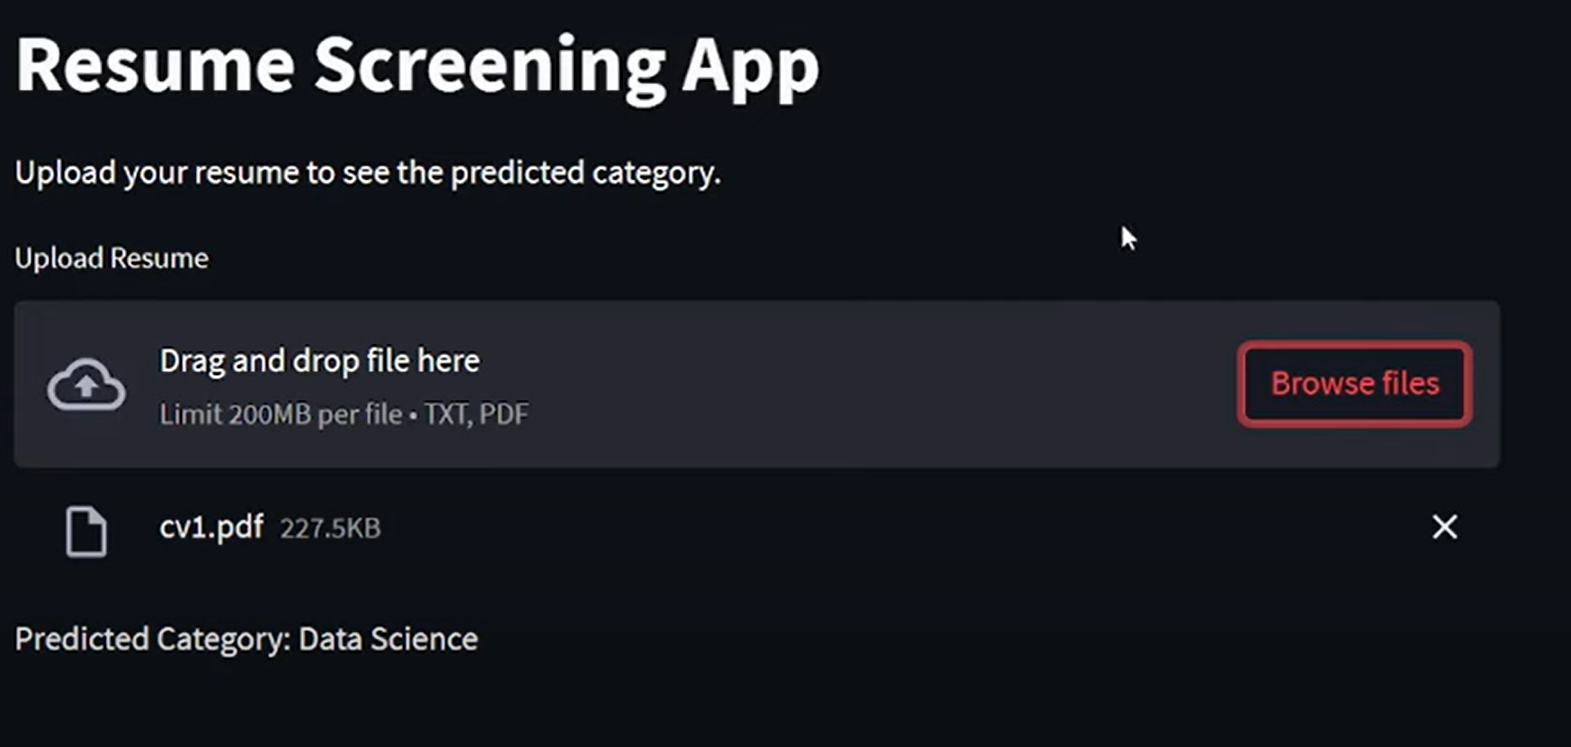 Resume Screening App
Upload your resume to see the predicted category.
Upload Resume
Drag and drop file here
Limit 200MB per file • TXT, PDF
Browse files
cv1.pdf 227.5KB
Predicted Category: Data Science